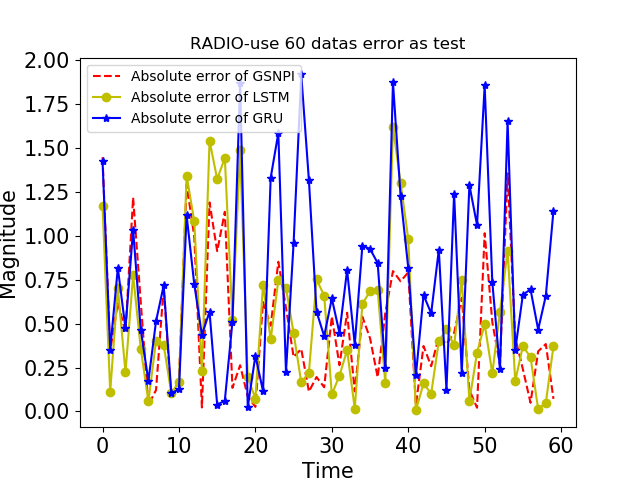 RADIO-use 60 datas error as test
Absolute error of GSNPI
Absolute error of LSTM
Absolute error of GRU
2.00
1.75
1.50
1.25
1.00
0.75
0.50
0.25
0.00
Magnitude
0 10 20 30 40 50 60
Time